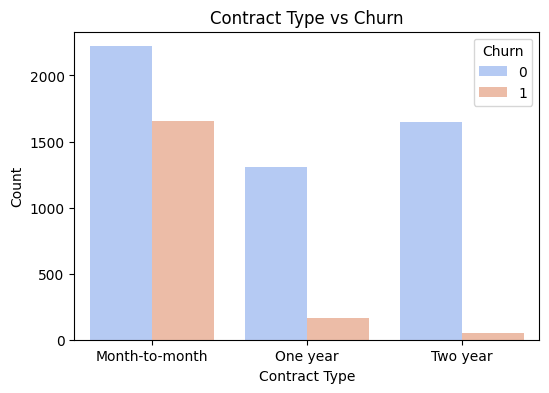 Contract Type vs Churn
Churn
0
1
Count
2000
1500
1000
500
0
Month-to-month
One year
Two year
Contract Type